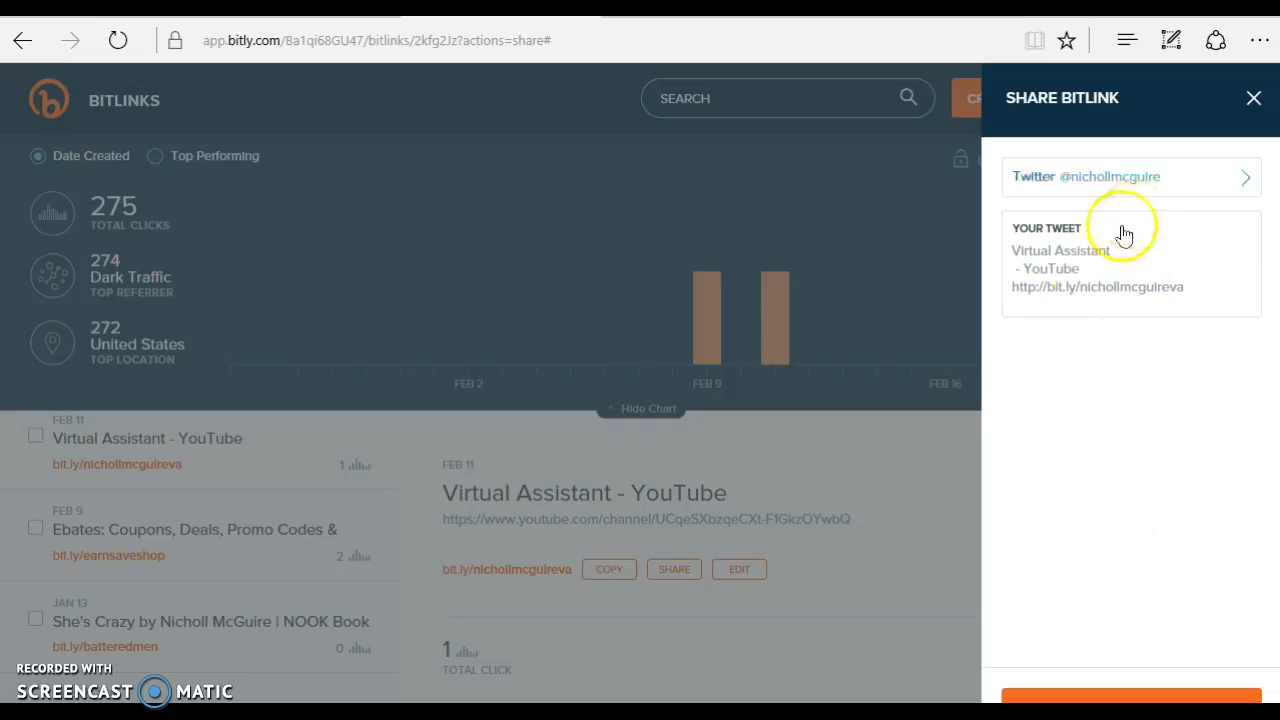 app.bitly.com/Ba1qi68GU47/bitlinks/2kfg2Jz?actions=share#
BITLINKS
SEARCH
CR
SHARE BITLINK
Date Created
Top Performing
275
TOTAL CLICKS
274
Dark Traffic
TOP REFERRER
272
United States
TOP LOCATION
FEB 2
FEB 9
FEB 16
Hide Chart
Twitter @nichollmcguire
YOUR TWEET
Virtual Assistant
- YouTube
http://bit.ly/nichollmcguireva
FEB 11
Virtual Assistant - YouTube
bit.ly/nichollmcguireva
1
FEB 9
Ebates: Coupons, Deals, Promo Codes &
bit.ly/earnsaveshop
2
JAN 13
She's Crazy by Nicholl McGuire | NOOK Book
bit.ly/batteredmen
0
FEB 11
Virtual Assistant - YouTube
https://www.youtube.com/channel/UCqeSXbzqeCXt-F1GkzOYwbQ
bit.ly/nichollmcguireva
COPY
SHARE
EDIT
1
TOTAL CLICK
RECORDED WITH
SCREENCAST MATIC